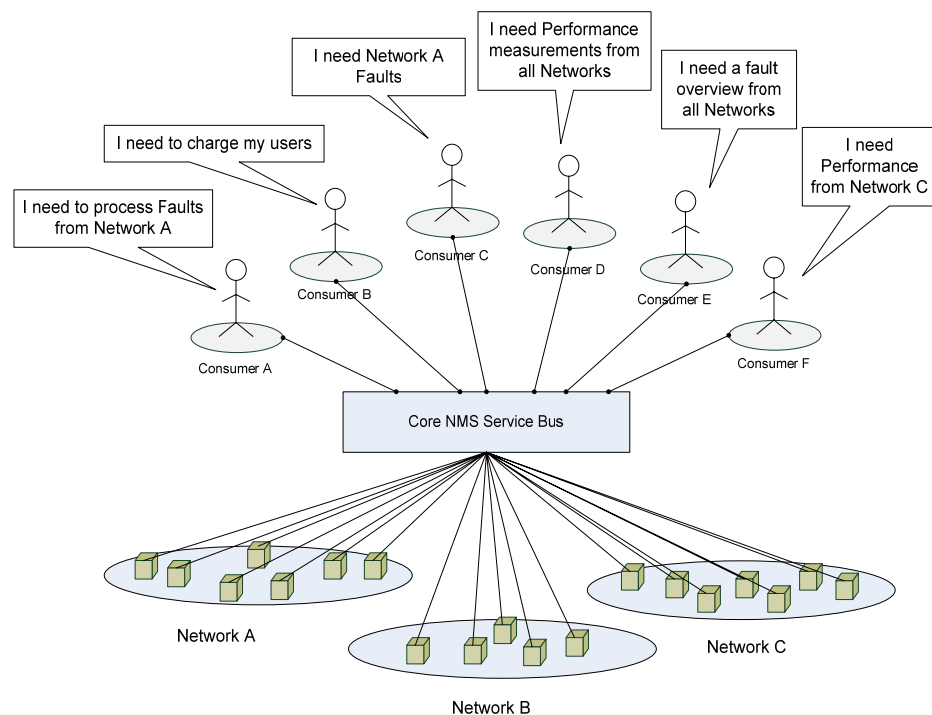 I need to process Faults
from Network A
I need to charge my users
I need Network A
Faults
I need Performance
measurements from
all Networks
I need a fault
overview from
all Networks
I need
Performance
from Network C
Consumer A
Consumer B
Consumer C
Consumer D
Consumer E
Consumer F
Core NMS Service Bus
Network A
Network B
Network C